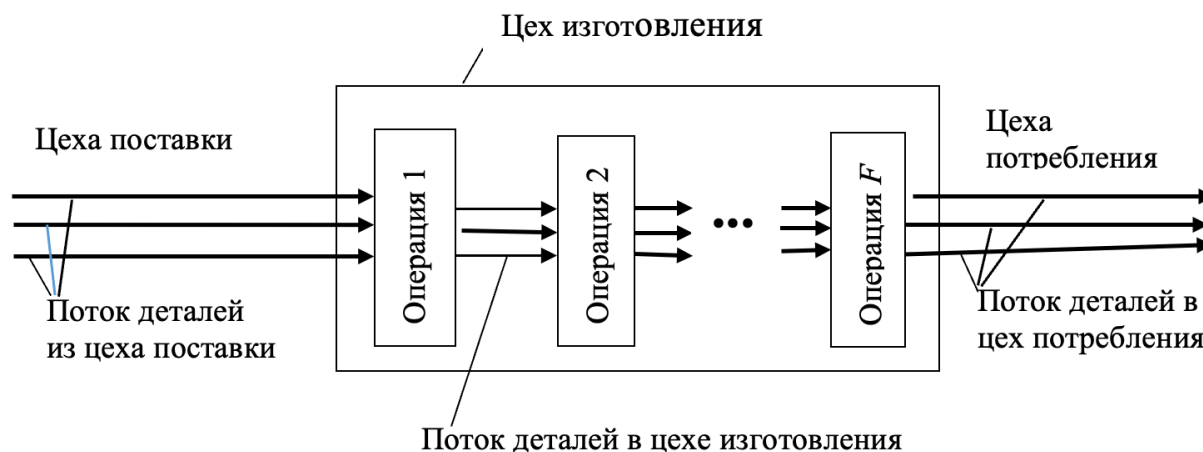 Цех изготовления
Цеха поставки
Цеха
потребления
Операция 1
Операция 2
...
Операция F
Поток деталей
из цеха поставки
Поток деталей в
цех потребления
Поток деталей в цехе изготовления